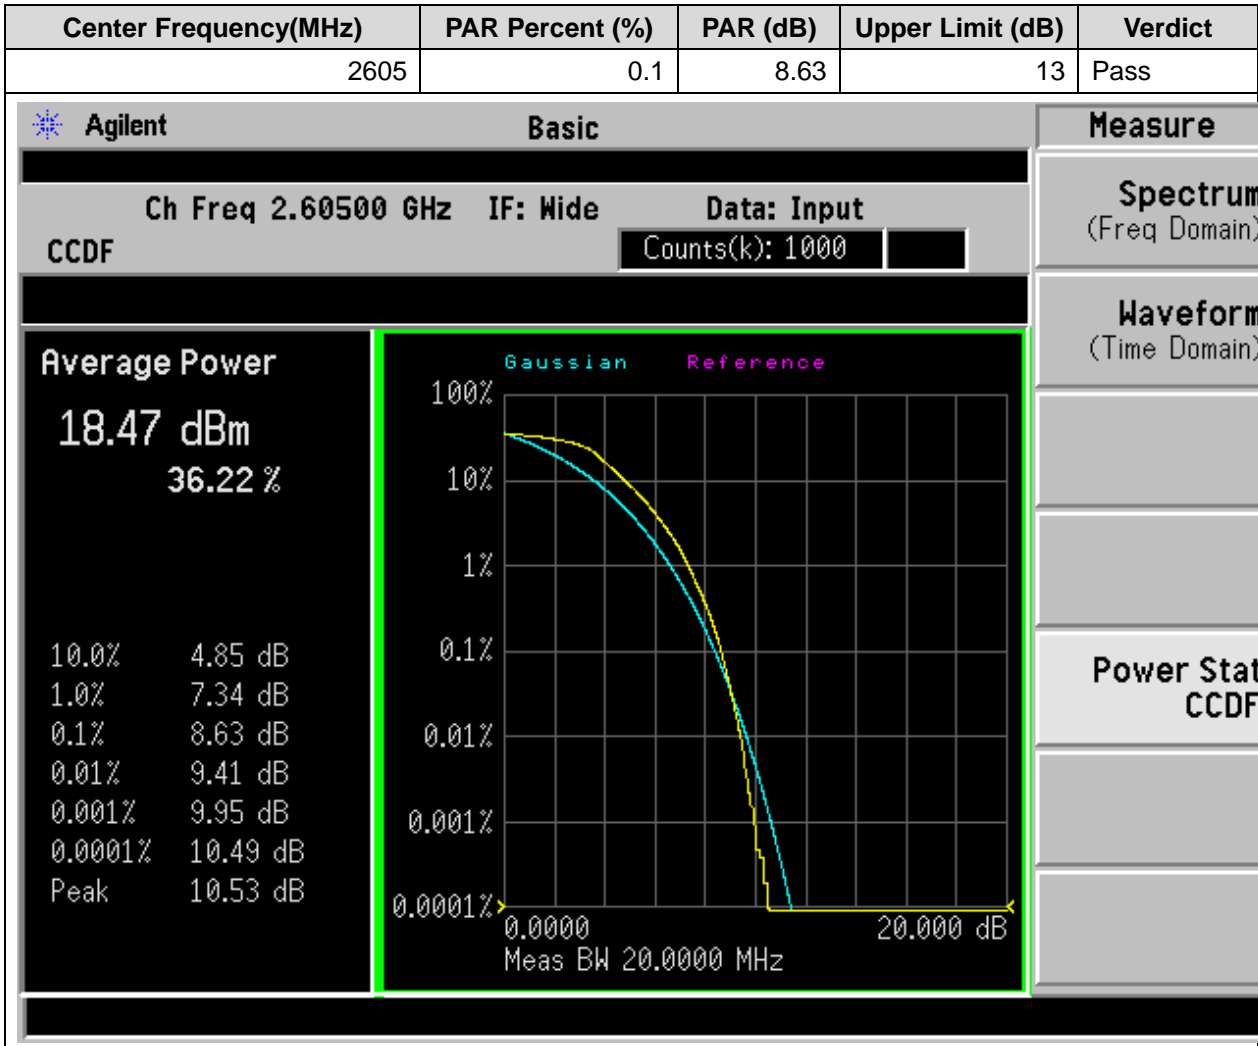 Center Frequency(MHz) PAR Percent (%) PAR (dB) Upper Limit (dB) Verdict
2605 0.1 8.63 13 Pass
Agilent Basic Measure
Ch Freq 2.60500 GHz IF: Wide Data: Input
CCDF Counts(k): 1000
Spectrum
(Freq Domain)
Waveform
(Time Domain)
Power Stat
CCDF
Average Power
18.47 dBm
36.22 %
10.0% 4.85 dB
1.0% 7.34 dB
0.1% 8.63 dB
0.01% 9.41 dB
0.001% 9.95 dB
0.0001% 10.49 dB
Peak 10.53 dB
Gaussian Reference
100%
10%
1%
0.1%
0.01%
0.001%
0.0001%
0.0000 20.000 dB
Meas BW 20.0000 MHz